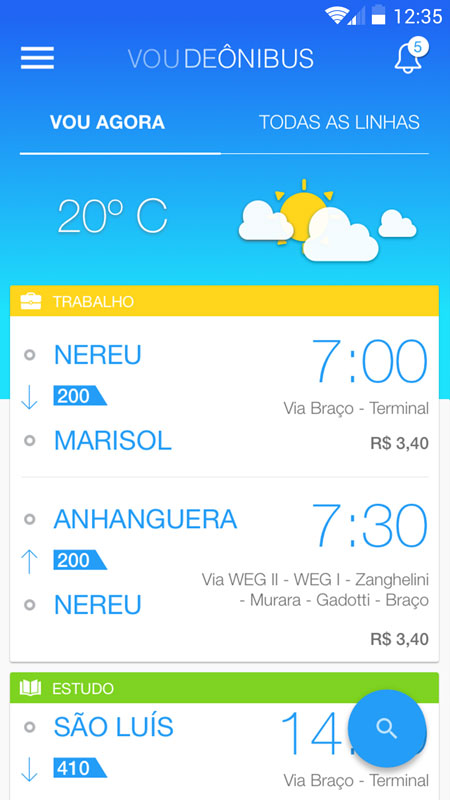 12:35
VOUDEÔNIBUS
5
VOU AGORA
TODAS AS LINHAS
20º C
TRABALHO
NEREU
7:00
200
Via Braço - Terminal
MARISOL
R$ 3,40
ANHANGUERA
7:30
200
Via WEG II - WEG I - Zanghelini
- Murara - Gadotti - Braço
NEREU
R$ 3,40
ESTUDO
SÃO LUÍS
410
Via Braço - Terminal